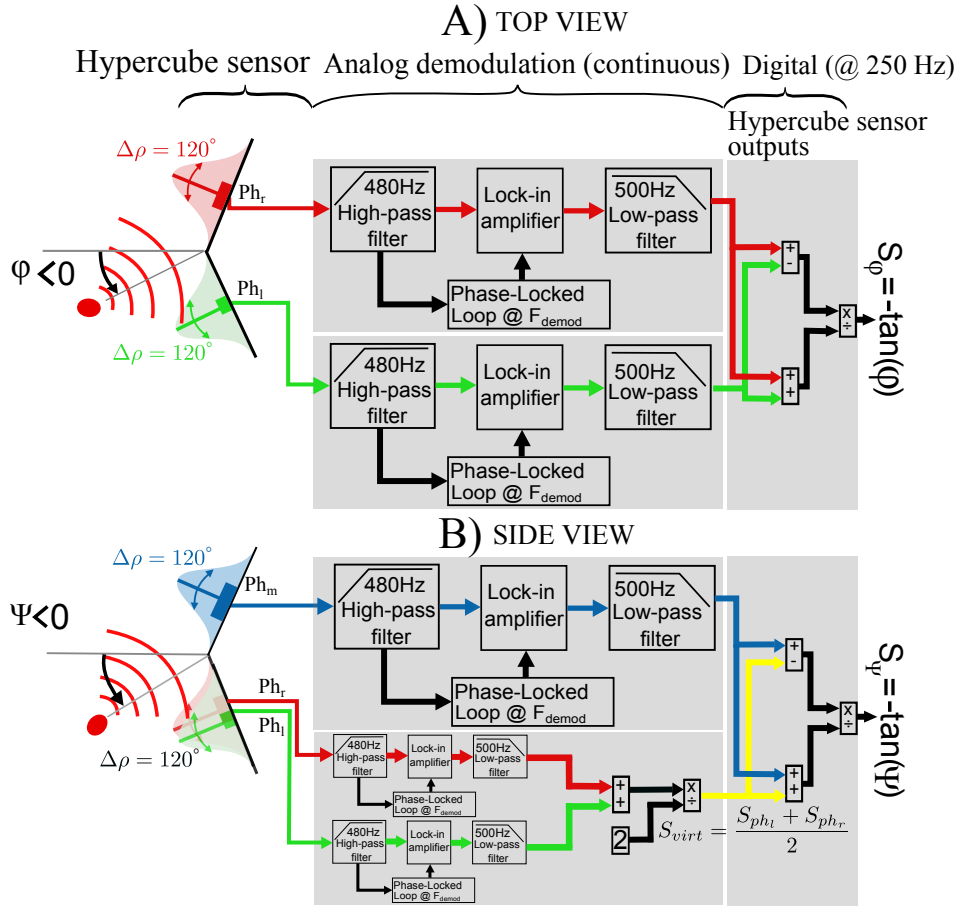 A) TOP VIEW
Hypercube sensor Analog demodulation (continuous) Digital (@ 250 Hz)
Hypercube sensor
outputs
Δρ = 120°
Ph_r
480Hz
High-pass
filter
Lock-in
amplifier
500Hz
Low-pass
filter
Phase-Locked
Loop @ F_demod
φ<0
Ph_l
Δρ = 120°
480Hz
High-pass
filter
Lock-in
amplifier
500Hz
Low-pass
filter
Phase-Locked
Loop @ F_demod
+
-
+
+
x
÷
S_φ=-tan(φ)
B) SIDE VIEW
Δρ = 120°
Ph_m
480Hz
High-pass
filter
Lock-in
amplifier
500Hz
Low-pass
filter
Phase-Locked
Loop @ F_demod
Ψ<0
Ph_r
Ph_l
Δρ = 120°
480Hz
High-pass
filter
Lock-in
amplifier
500Hz
Low-pass
filter
Phase-Locked
Loop @ F_demod
480Hz
High-pass
filter
Lock-in
amplifier
500Hz
Low-pass
filter
Phase-Locked
Loop @ F_demod
+
+
2
x
÷
S_virt = (S_ph_l + S_ph_r) / 2
+
-
+
+
x
÷
S_Ψ=-tan(Ψ)